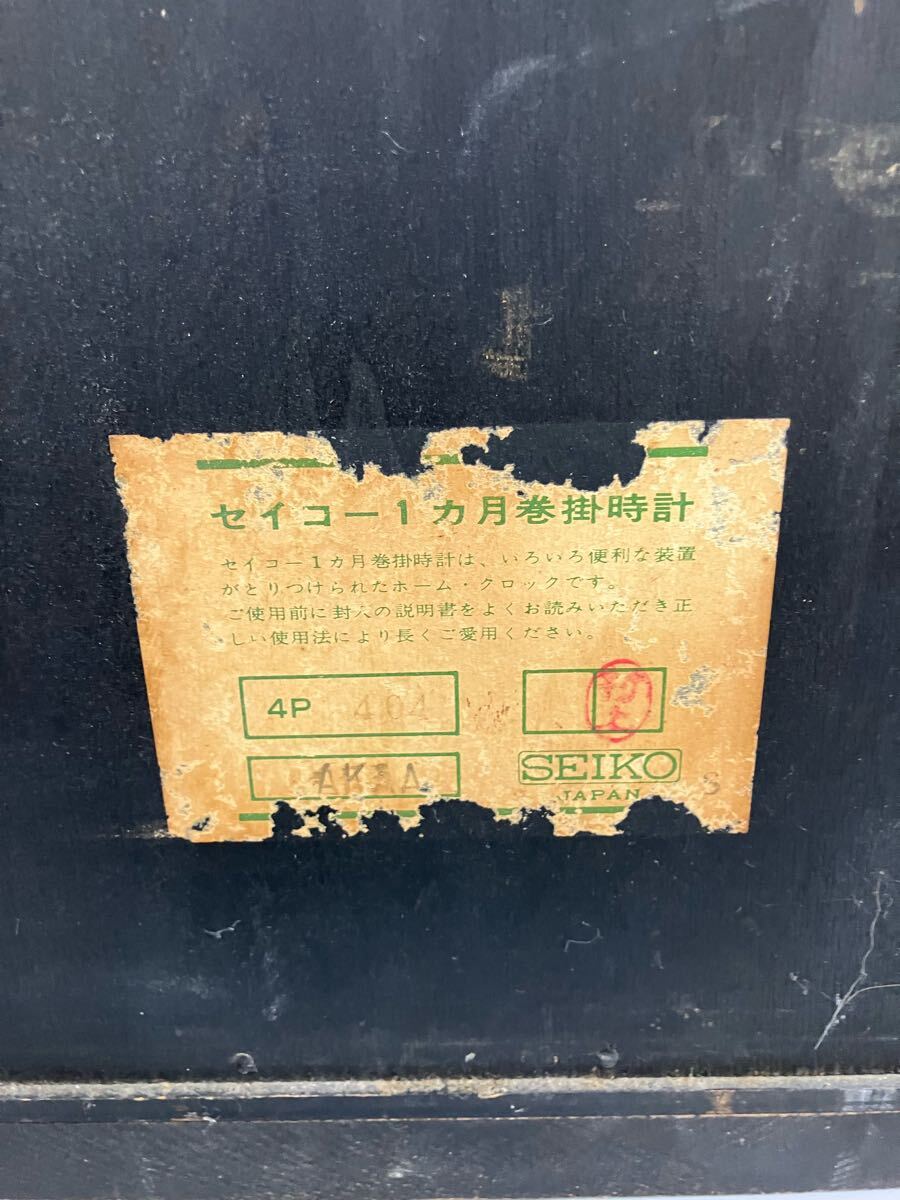 セイコー1カ月巻掛時計
セイコー1カ月巻掛時計は、いろいろ便利な装置
がとりつけられたホーム・クロックです。
ご使用前に封入の説明書をよくお読みいただき正
しい使用法により長くご愛用ください。
4P 404
SEIKO
JAPAN
S